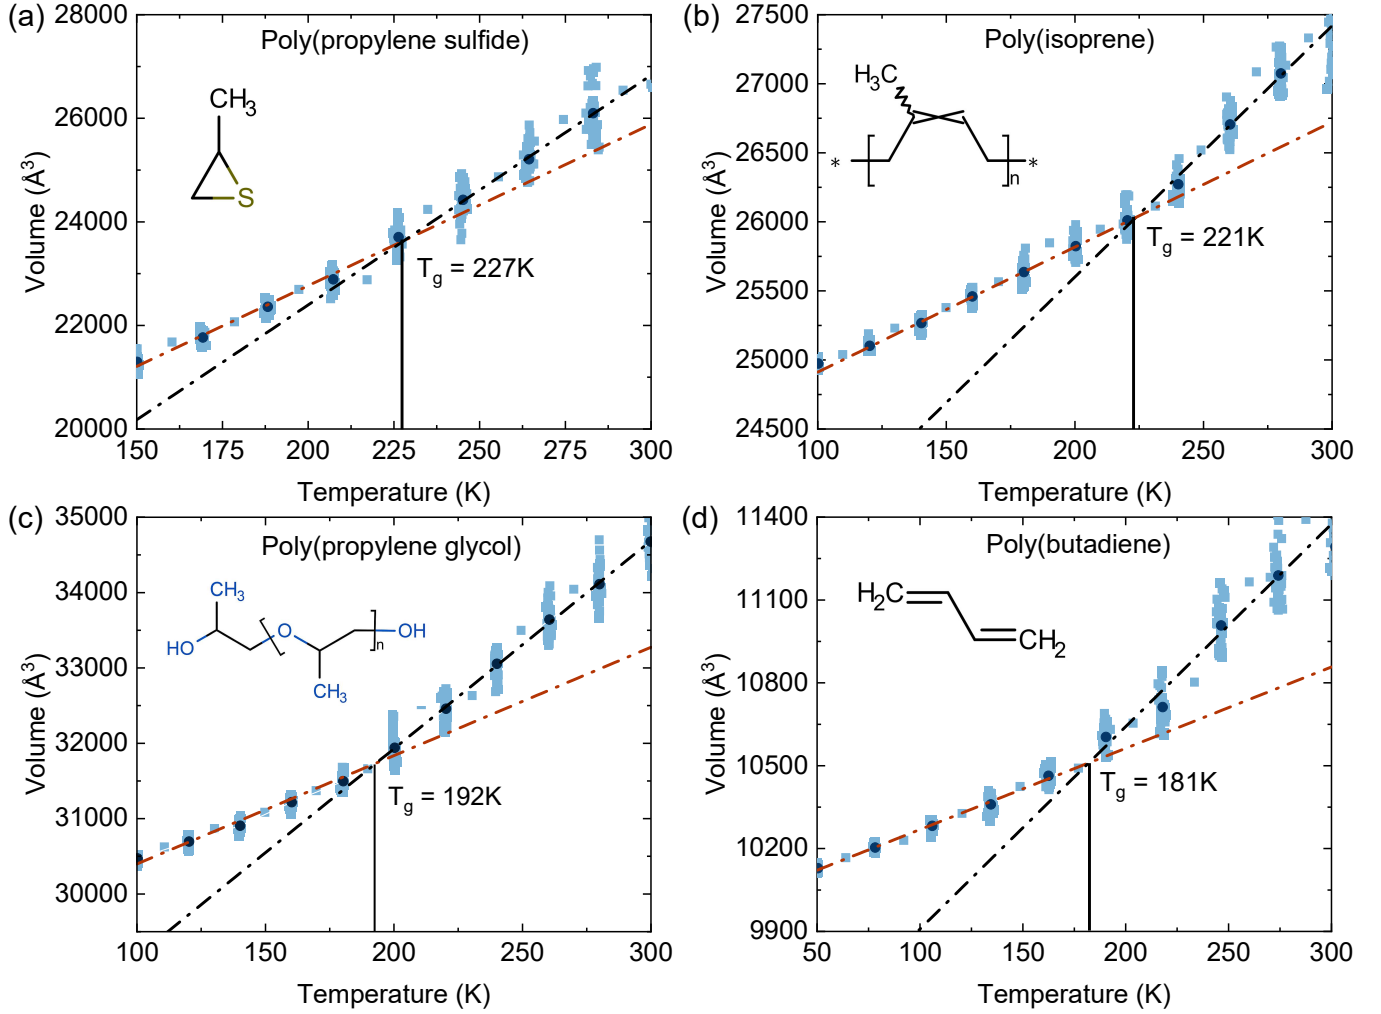 (a)
Poly(propylene sulfide)
CH3
S
Tg = 227K
Volume (Å³)
28000
26000
24000
22000
20000
150 175 200 225 250 275 300
Temperature (K)
(b)
Poly(isoprene)
H3C
* [ ]n *
Tg = 221K
Volume (Å³)
27500
27000
26500
26000
25500
25000
24500
100 150 200 250 300
Temperature (K)
(c)
Poly(propylene glycol)
CH3
HO O n OH
CH3
Tg = 192K
Volume (Å³)
35000
34000
33000
32000
31000
30000
100 150 200 250 300
Temperature (K)
(d)
Poly(butadiene)
H2C
CH2
Tg = 181K
Volume (Å³)
11400
11100
10800
10500
10200
9900
50 100 150 200 250 300
Temperature (K)